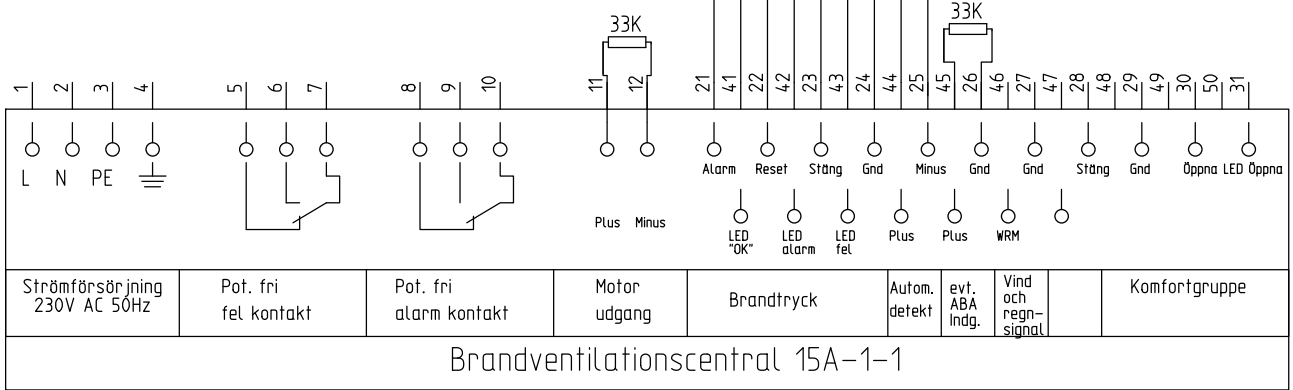 33K
33K
1 2 3 4 5 6 7 8 9 10 11 12 21 41 22 42 23 43 24 44 25 45 26 46 27 47 28 48 29 49 30 50 31
L N PE
Alarm Reset Stäng Gnd Minus Gnd Gnd Stäng Gnd Öppna LED Öppna
Plus Minus
LED "OK"
LED alarm
LED fel
Plus
Plus
WRM
Strömförsörjning
230V AC 50Hz
Pot. fri
fel kontakt
Pot. fri
alarm kontakt
Motor
udgang
Brandtryck
Autom.
detekt
evt.
ABA
Indg.
Vind
och
regn-
signal
Komfortgruppe
Brandventilationscentral 15A-1-1